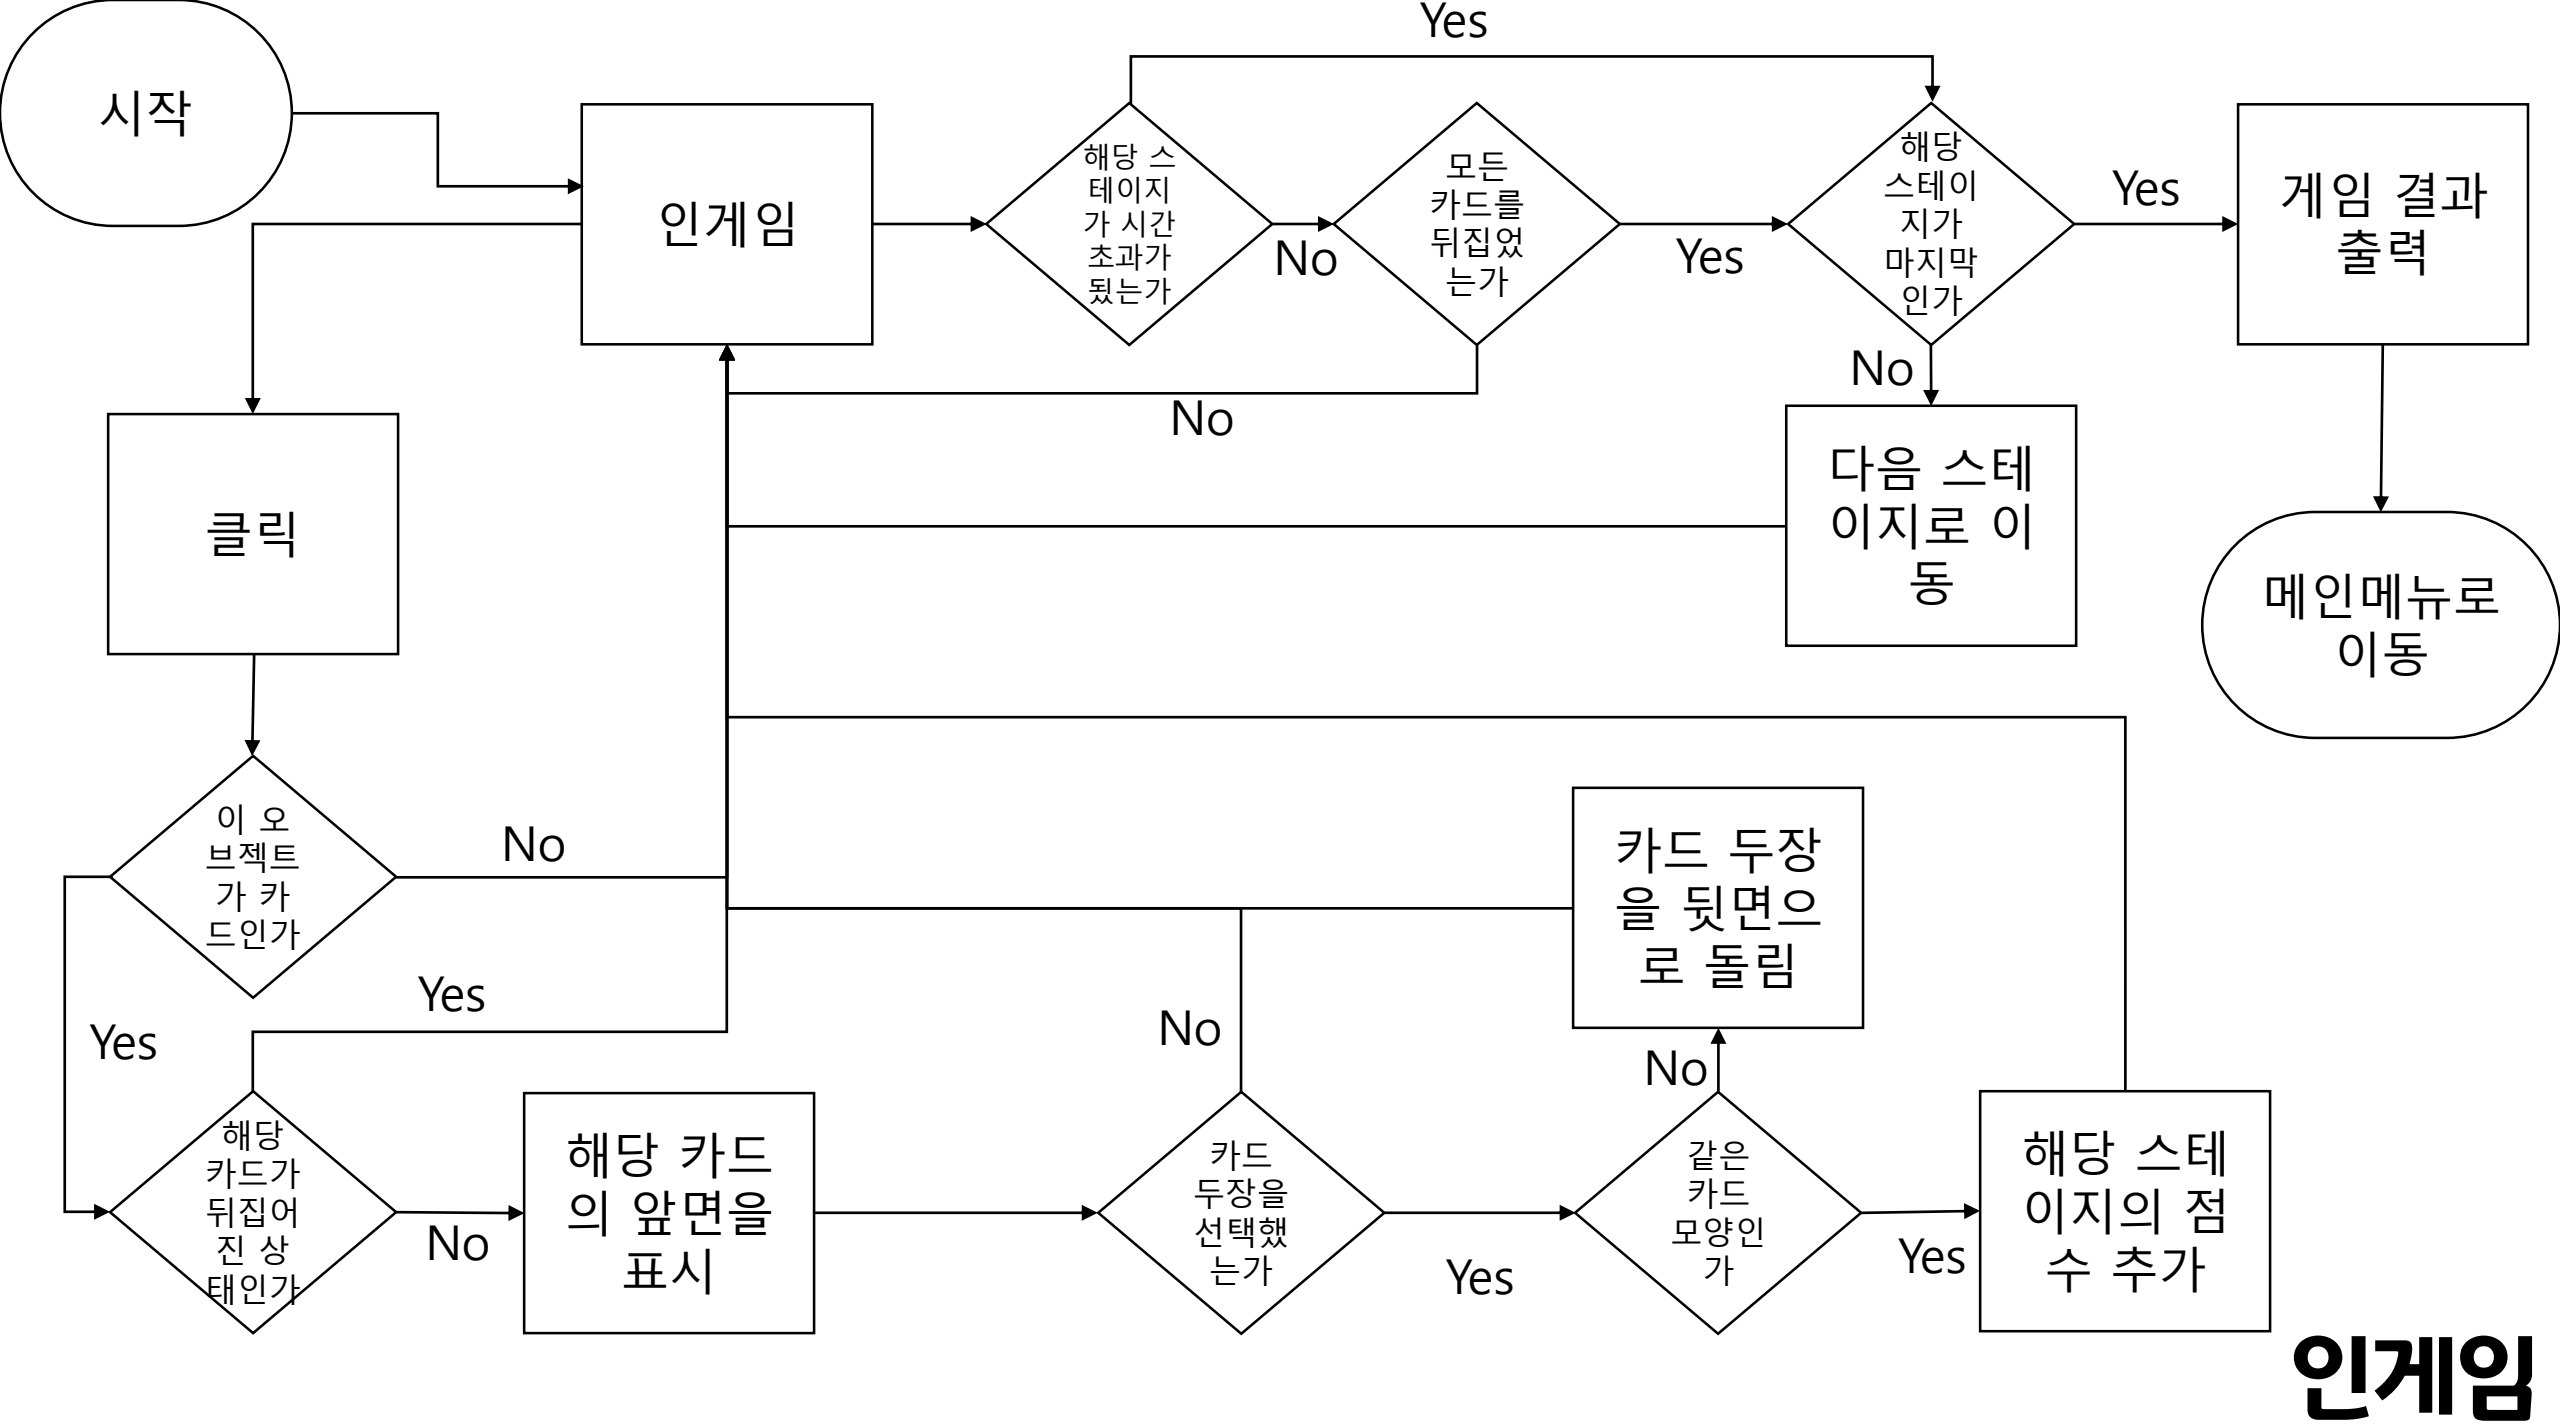 시작
인게임
해당 스
테이지
가 시간
초과가
됬는가
Yes
No
모든
카드를
뒤집었
는가
Yes
No
해당
스테이
지가
마지막
인가
Yes
No
게임 결과
출력
다음 스테
이지로 이
동
메인메뉴로
이동
클릭
이 오
브젝트
가 카
드인가
No
Yes
해당
카드가
뒤집어
진 상
태인가
Yes
No
해당 카드
의 앞면을
표시
카드
두장을
선택했
는가
No
Yes
같은
카드
모양인
가
No
Yes
카드 두장
을 뒷면으
로 돌림
해당 스테
이지의 점
수 추가
인게임